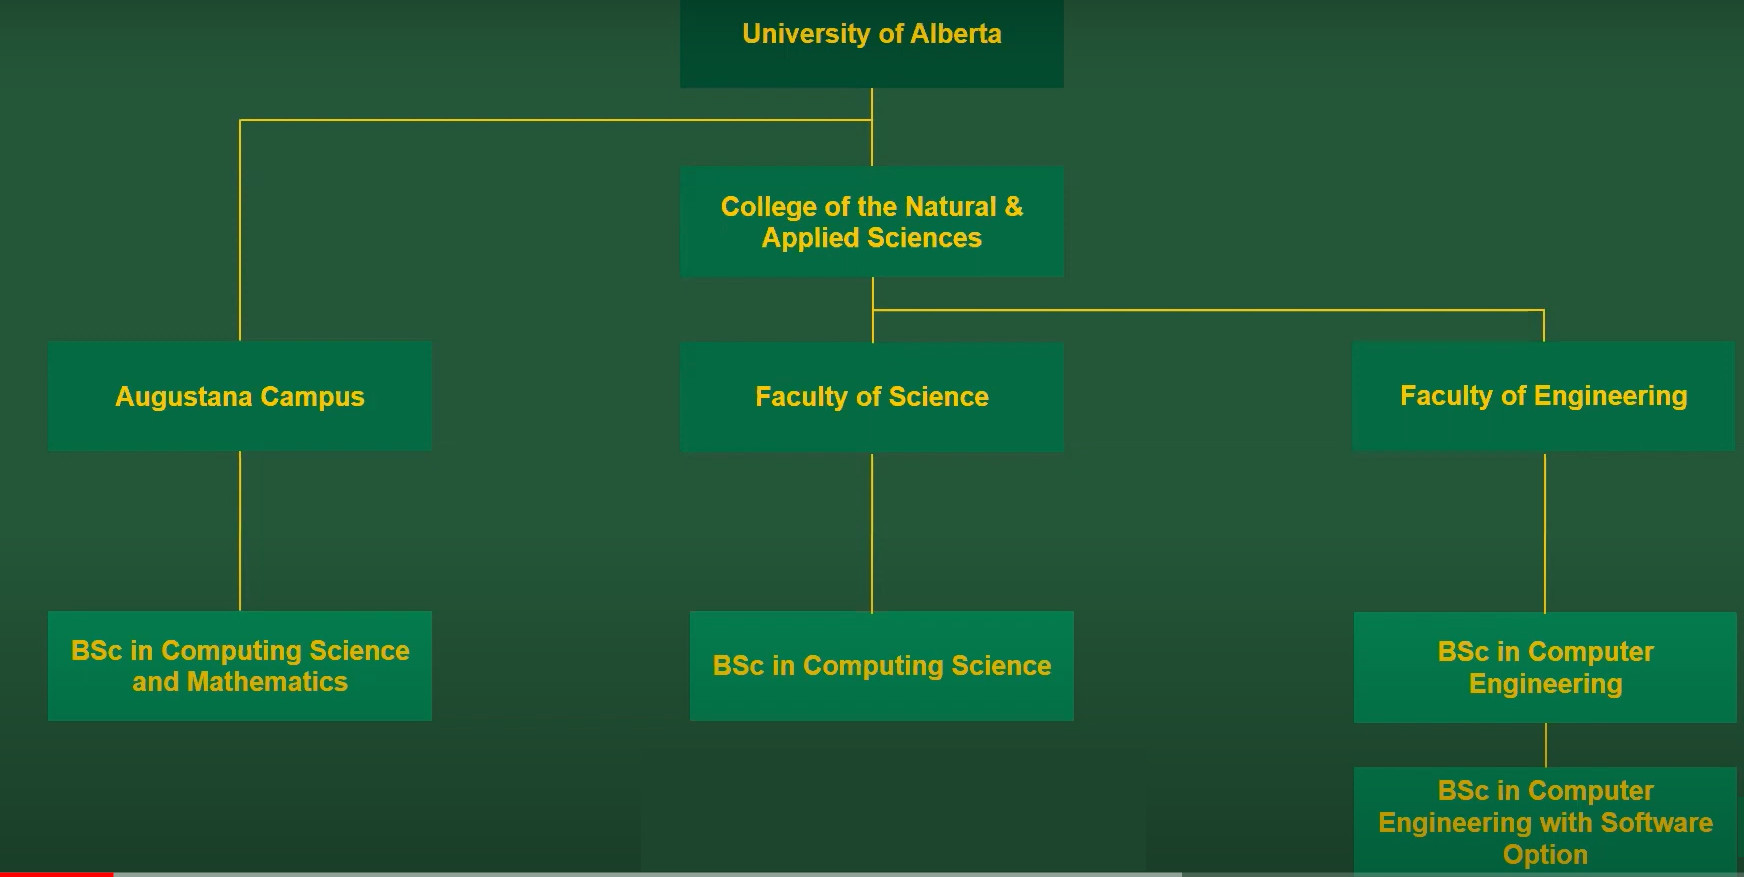 University of Alberta
College of the Natural &
Applied Sciences
Augustana Campus
Faculty of Science
Faculty of Engineering
BSc in Computing Science
and Mathematics
BSc in Computing Science
BSc in Computer
Engineering
BSc in Computer
Engineering with Software
Option